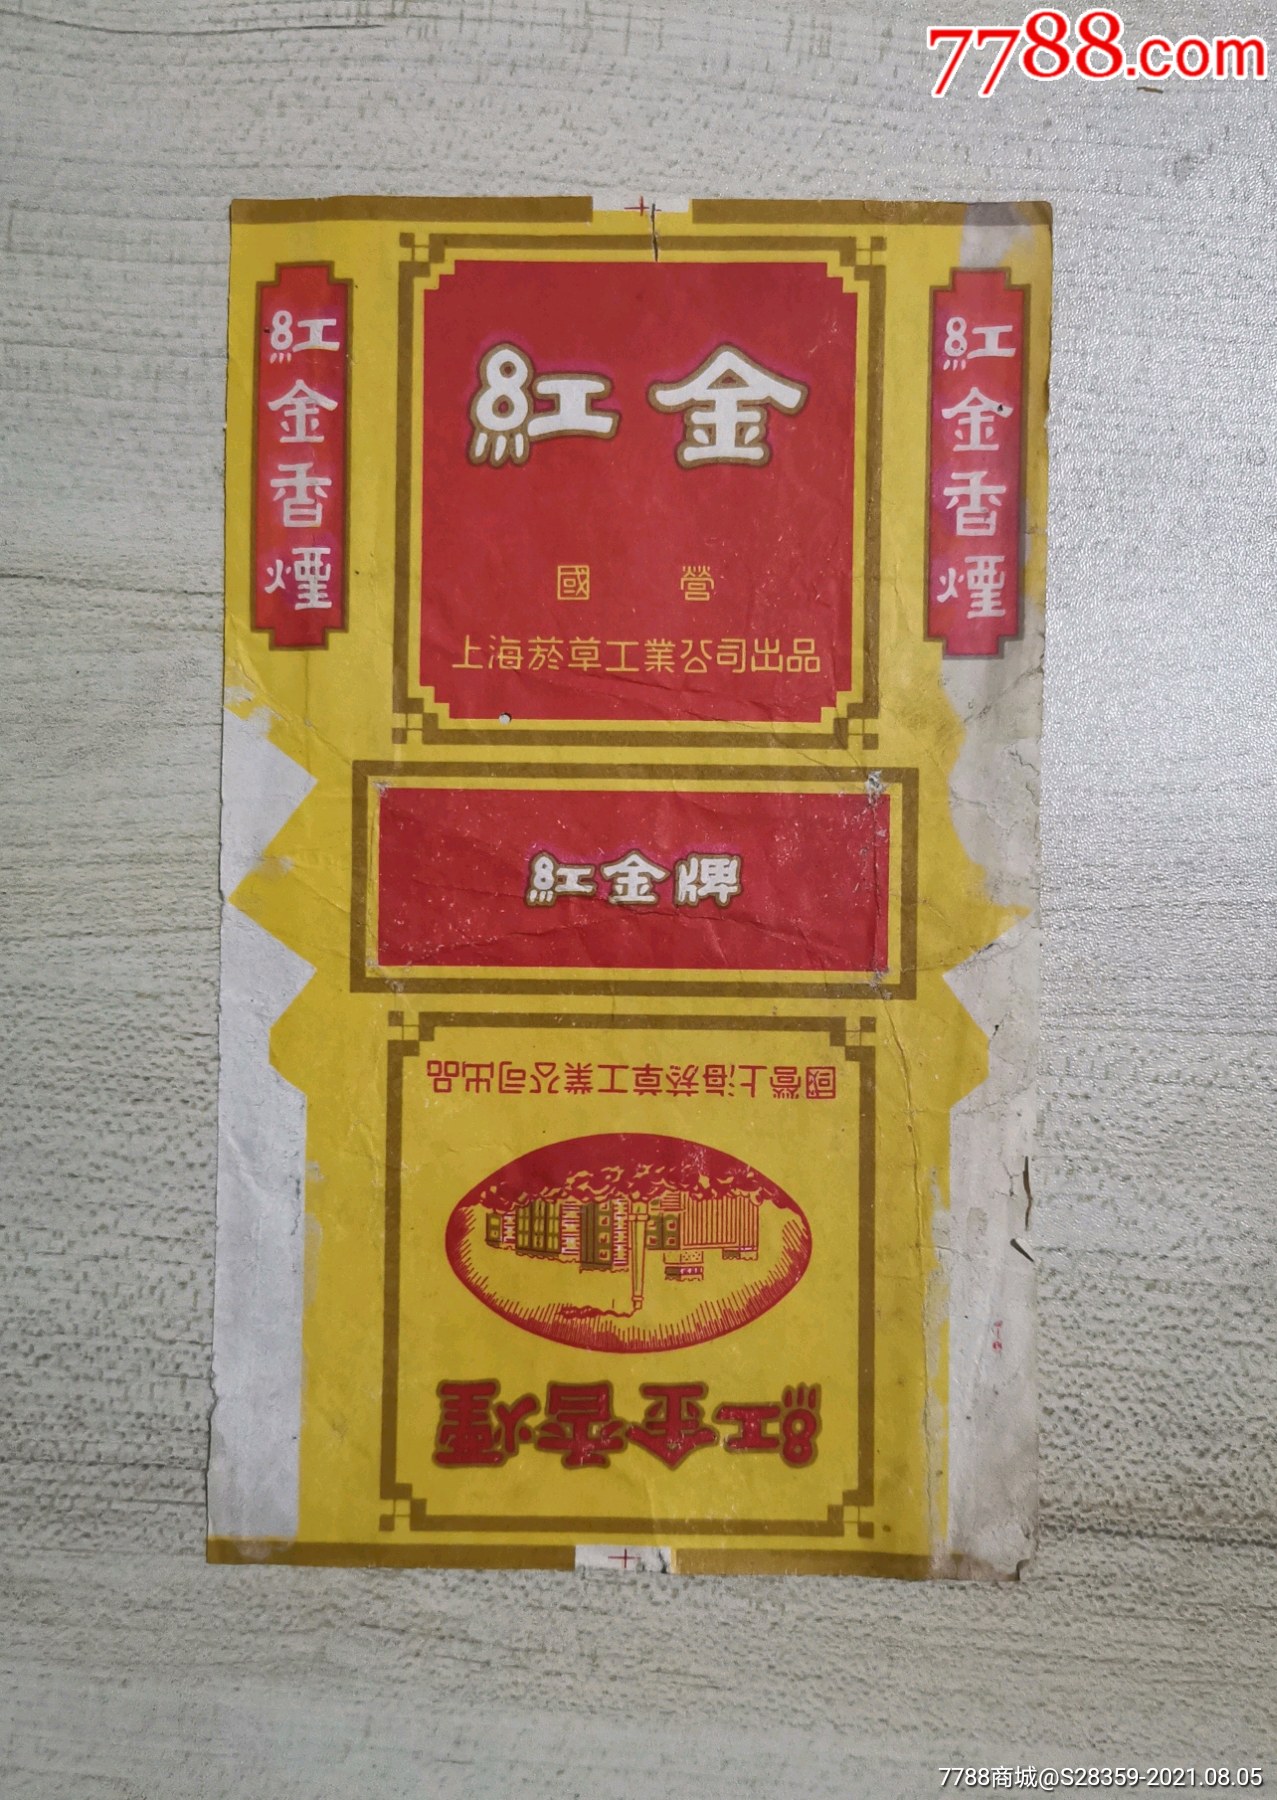 7788.com
紅金香煙
紅金
國營
上海菸草工業公司出品
紅金香煙
紅金牌
國營上海菸草工業公司出品
紅金香煙
7788商城@S28359-2021.08.05